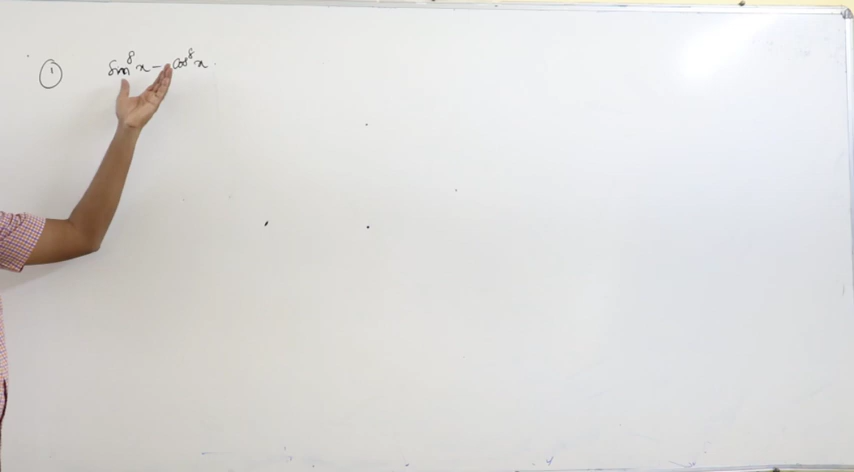 ① sin⁸x - cos⁸x.